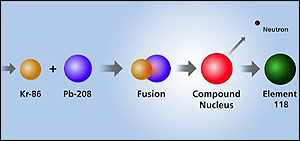 Neutron
+
Kr-86 Pb-208 Fusion Compound Element
Nucleus 118